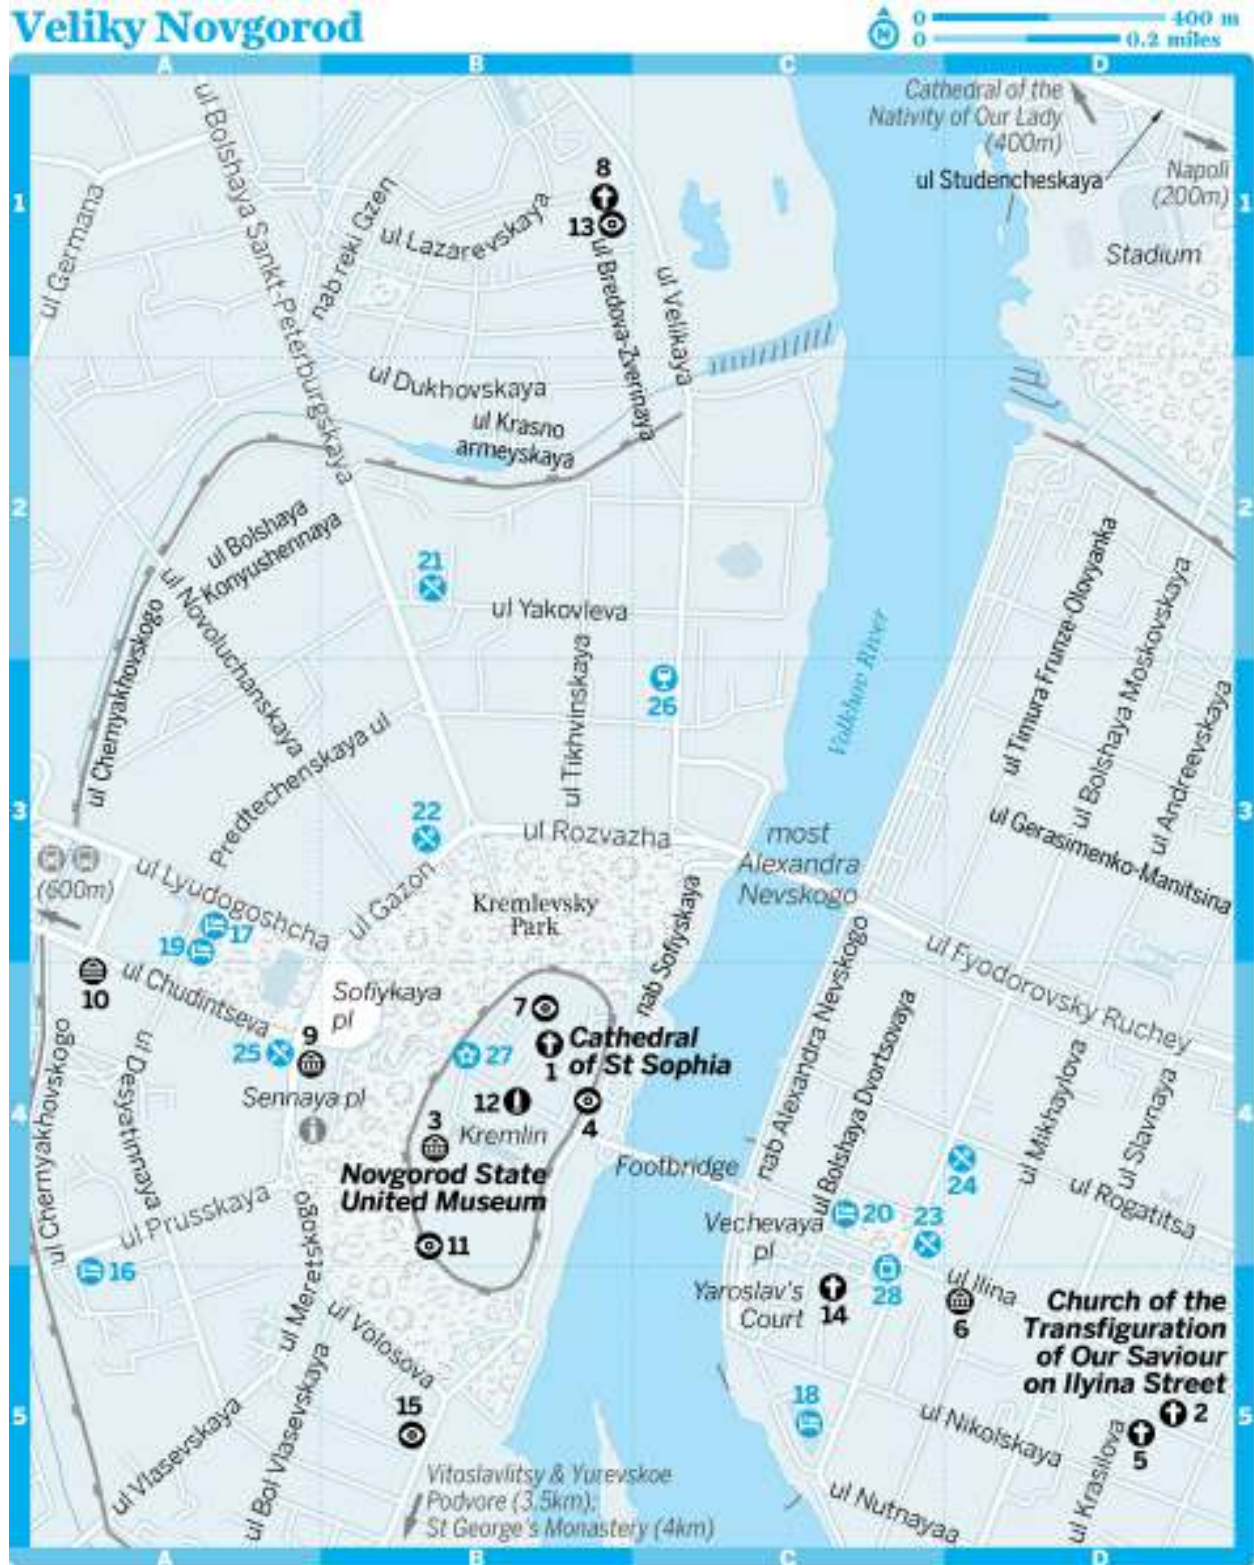 Veliky Novgorod
0 400 m
0 0.2 miles
N
A B C D
Cathedral of the
Nativity of Our Lady
(400m)
ul Studencheskaya
Napoli
(200m)
Stadium
ul Bolshaya Sankt-Peterburgskaya
ul Germana
nab reki Gzen
ul Lazarevskaya
8
13
ul Bredova-Zverinaya
ul Velikaya
1
1
ul Dukhovskaya
ul Krasno
armeyskaya
2
2
ul Bolshaya
Konyushennaya
ul Novoluchanskaya
ul Chernyakhovskogo
21
ul Yakovleva
ul Tikhvinskaya
26
Volkhov River
ul Timura Frunze-Olovyanka
ul Bolshaya Moskovskaya
ul Andreevskaya
Predtechenskaya ul
3
3
22
ul Rozvazha
most
Alexandra
Nevskogo
ul Gerasimenko-Manitsina
(600m)
ul Lyudogoshcha
ul Gazon
Kremlevsky
Park
nab Sofiyskaya
17
19
ul Fyodorovsky Ruchey
10
ul Chudintseva
Sofiykaya
pl
7
Cathedral
of St Sophia
1
9
25
27
nab Alexandra Nevskogo
ul Bolshaya Dvortsovaya
ul Chernyakhovskogo
ul Desyatinnaya
Sennaya pl
12
4
3
Kremlin
Novgorod State
United Museum
4
4
Footbridge
ul Mikhaylova
ul Slavnaya
24
ul Rogatitsa
ul Prusskaya
Vechevaya
pl
20
23
11
16
ul Meretskogo
ul Volosova
Yaroslav's
Court
14
28
ul Ilina
6
Church of the
Transfiguration
of Our Saviour
on Ilyina Street
2
5
5
5
15
18
ul Nikolskaya
ul Krasilova
ul Vlasevskaya
ul Bol Vlasevskaya
Vitoslavlitsy & Yurevskoe
Podvore (3.5km);
St George's Monastery (4km)
ul Nutnayaa
A B C D